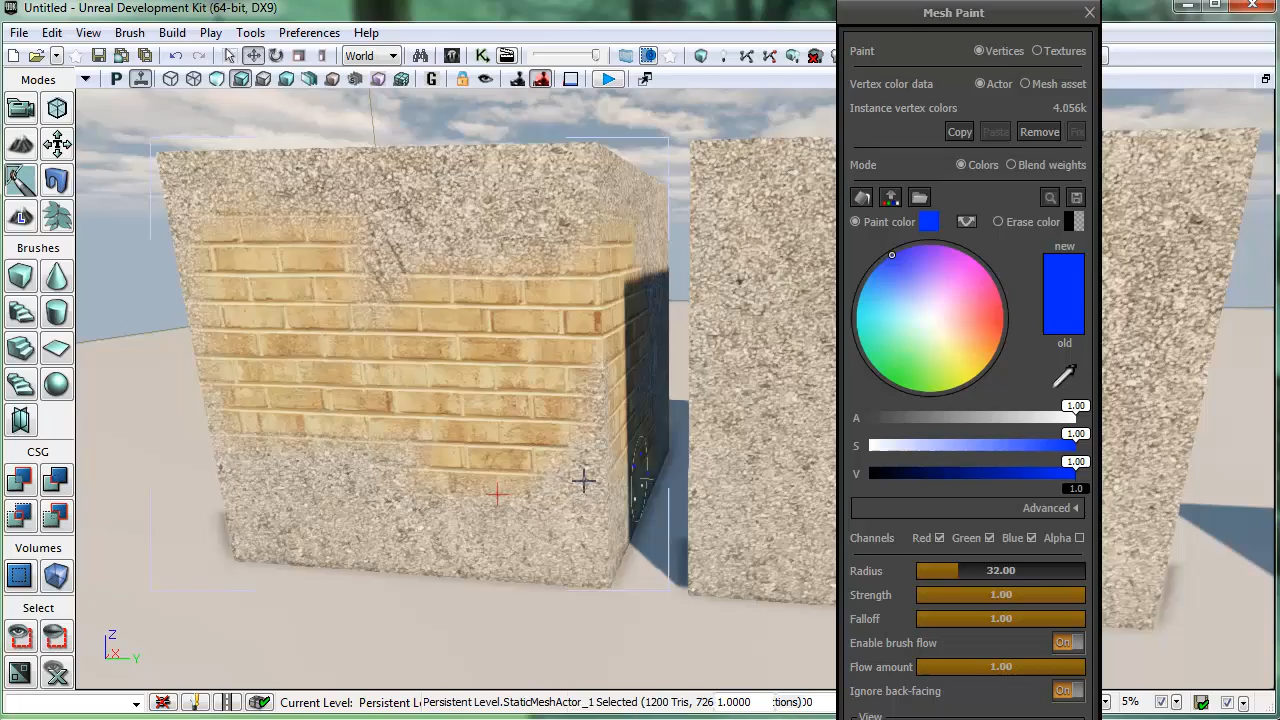 Untitled - Unreal Development Kit (64-bit, DX9)
Mesh Paint
File Edit View Brush Build Play Tools Preferences Help
World
Modes
P
G
Paint Vertices Textures
Vertex color data Actor Mesh asset
Instance vertex colors 4.056k
Copy Paste Remove Fix
Mode Colors Blend weights
Paint color Erase color
new
old
A 1.00
S 1.00
V 1.00
1.0
Advanced
Channels Red Green Blue Alpha
Radius 32.00
Strength 1.00
Falloff 1.00
Enable brush flow On
Flow amount 1.00
Ignore back-facing On
View
Brushes
CSG
Volumes
Select
Z
X Y
Current Level: Persistent L Persistent Level.StaticMeshActor_1 Selected (1200 Tris, 726 1.0000 :tions)00
5%